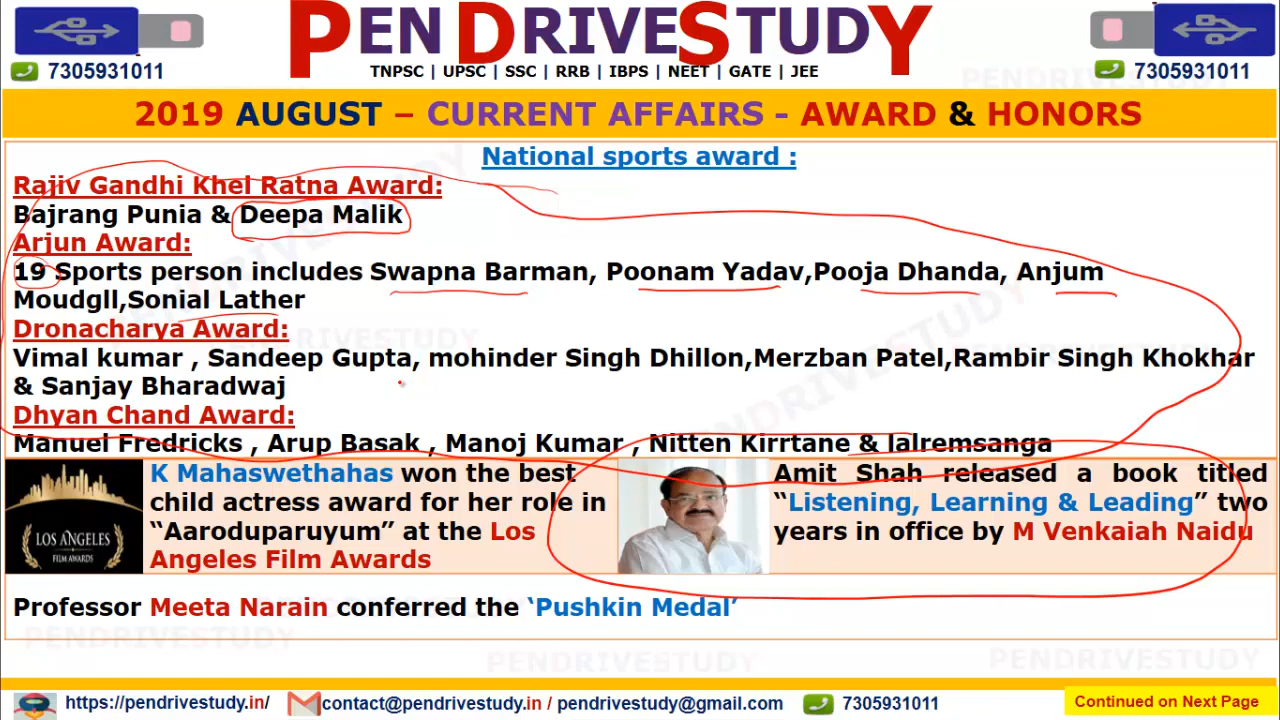 PENDRIVESTUDY
TNPSC | UPSC | SSC | RRB | IBPS | NEET | GATE | JEE
7305931011
7305931011
2019 AUGUST – CURRENT AFFAIRS - AWARD & HONORS
National sports award :
Rajiv Gandhi Khel Ratna Award:
Bajrang Punia & Deepa Malik
Arjun Award:
19 Sports person includes Swapna Barman, Poonam Yadav,Pooja Dhanda, Anjum
Moudgll,Sonial Lather
Dronacharya Award:
Vimal kumar , Sandeep Gupta, mohinder Singh Dhillon,Merzban Patel,Rambir Singh Khokhar
& Sanjay Bharadwaj
Dhyan Chand Award:
Manuel Fredricks , Arup Basak , Manoj Kumar , Nitten Kirrtane & lalremsanga
LOS ANGELES
FILM AWARDS
K Mahaswethahas won the best
child actress award for her role in
“Aaroduparuyum” at the Los
Angeles Film Awards
Amit Shah released a book titled
“Listening, Learning & Leading” two
years in office by M Venkaiah Naidu
Professor Meeta Narain conferred the ‘Pushkin Medal’
PENDRIVESTUDY
PENDRIVESTUDY
PENDRIVESTUDY
https://pendrivestudy.in/
contact@pendrivestudy.in / pendrivestudy@gmail.com
7305931011
Continued on Next Page